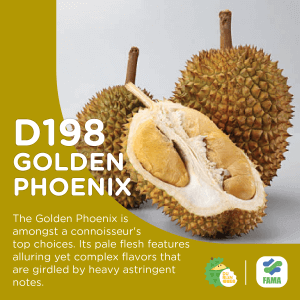 D198
GOLDEN
PHOENIX
The Golden Phoenix is
amongst a connoisseur's
top choices. Its pale flesh features
alluring yet complex flavors that
are girdled by heavy astringent
notes.
FAMA